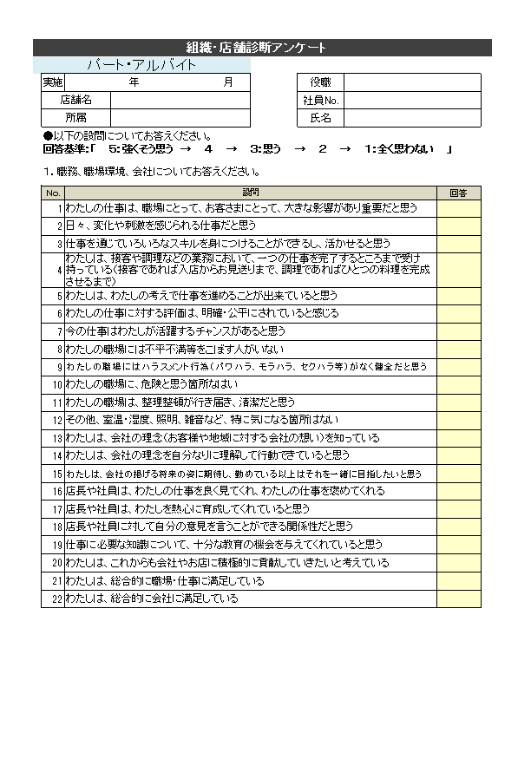 組織・店舗診断アンケート
パート・アルバイト
実施 年 月 役職
店舗名 社員No.
所属 氏名
●以下の設問についてお答えください。
回答基準:「 5:強くそう思う → 4 → 3:思う → 2 → 1:全く思わない 」
1. 職務、職場環境、会社についてお答えください。
No. 設問 回答
1 わたしの仕事は、職場にとって、お客さまにとって、大きな影響があり重要だと思う
2 日々、変化や刺激を感じられる仕事だと思う
3 仕事を通じていろいろなスキルを身につけることができるし、活かせると思う
わたしは、接客や調理などの業務において、一つの仕事を完了するところまで受け
4 持っている(接客であれば入店からお見送りまで、調理であればひとつの料理を完成
させるまで)
5 わたしは、わたしの考えで仕事を進めることが出来ていると思う
6 わたしの仕事に対する評価は、明確・公平にされていると感じる
7 今の仕事はわたしが活躍するチャンスがあると思う
8 わたしの職場には不平不満等をこぼす人がいない
9 わたしの職場にはハラスメント行為(パワハラ、モラハラ、セクハラ等)がなく健全だと思う
10 わたしの職場に、危険と思う箇所はない
11 わたしの職場は、整理整頓が行き届き、清潔だと思う
12 その他、室温・湿度、照明、雑音など、特に気になる箇所はない
13 わたしは、会社の理念(お客様や地域に対する会社の想い)を知っている
14 わたしは、会社の理念を自分なりに理解して行動できていると思う
15 わたしは、会社の掲げる将来の姿に期待し、勤めている以上はそれを一緒に目指したいと思う
16 店長や社員は、わたしの仕事を良く見てくれ、わたしの仕事を褒めてくれる
17 店長や社員は、わたしを熱心に育成してくれていると思う
18 店長や社員に対して自分の意見を言うことができる関係性だと思う
19 仕事に必要な知識について、十分な教育の機会を与えてくれていると思う
20 わたしは、これからも会社やお店に積極的に貢献していきたいと考えている
21 わたしは、総合的に職場・仕事に満足している
22 わたしは、総合的に会社に満足している